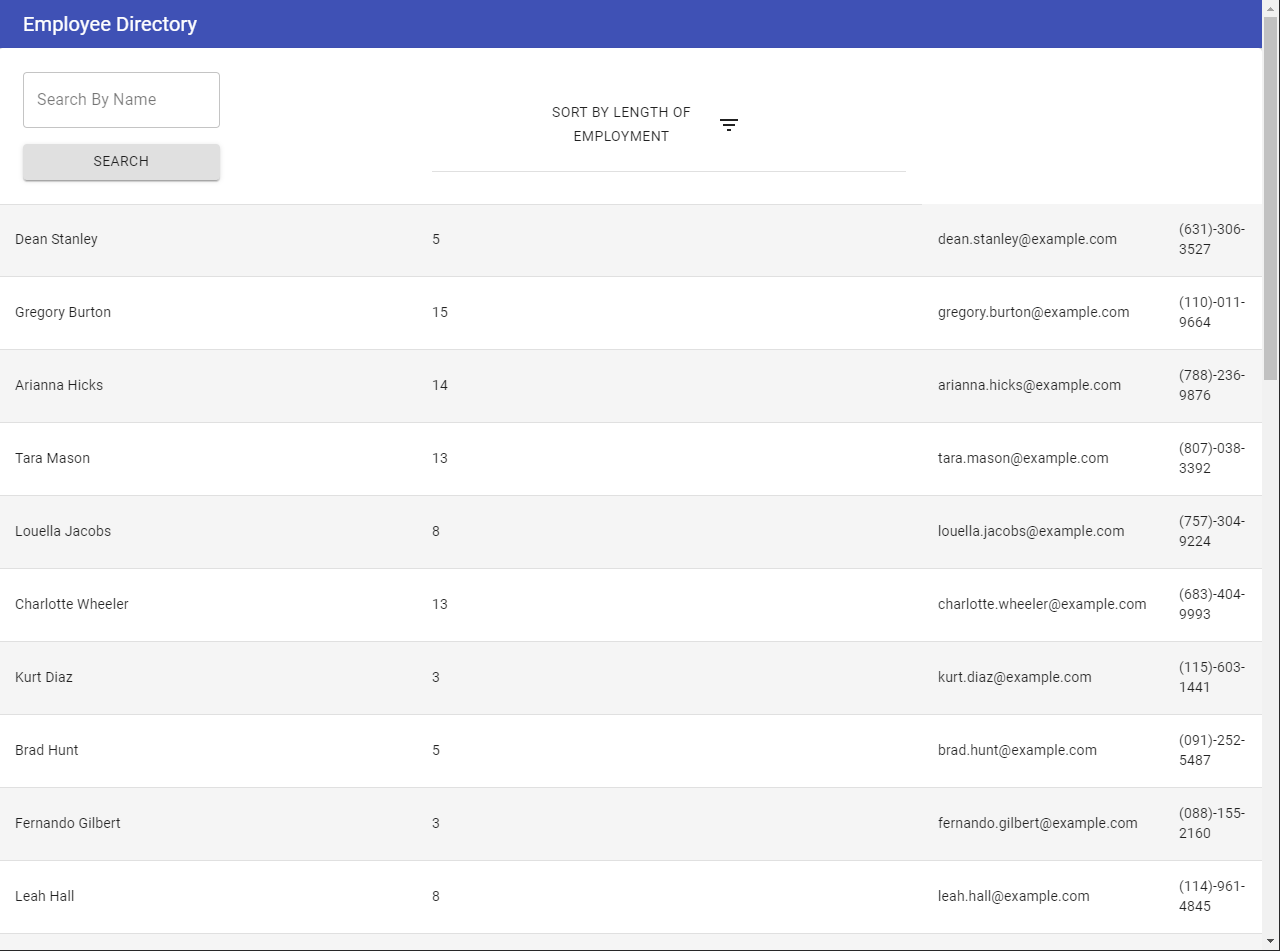 Employee Directory
Search By Name
SORT BY LENGTH OF
EMPLOYMENT
SEARCH
Dean Stanley 5 dean.stanley@example.com (631)-306-
3527
Gregory Burton 15 gregory.burton@example.com (110)-011-
9664
Arianna Hicks 14 arianna.hicks@example.com (788)-236-
9876
Tara Mason 13 tara.mason@example.com (807)-038-
3392
Louella Jacobs 8 louella.jacobs@example.com (757)-304-
9224
Charlotte Wheeler 13 charlotte.wheeler@example.com (683)-404-
9993
Kurt Diaz 3 kurt.diaz@example.com (115)-603-
1441
Brad Hunt 5 brad.hunt@example.com (091)-252-
5487
Fernando Gilbert 3 fernando.gilbert@example.com (088)-155-
2160
Leah Hall 8 leah.hall@example.com (114)-961-
4845